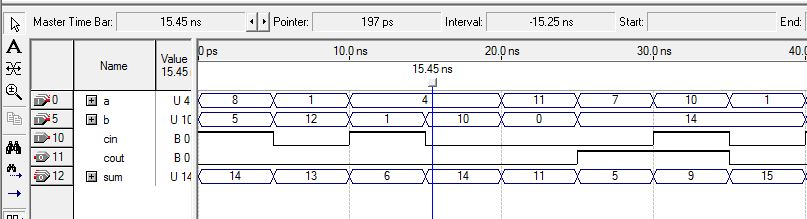 Master Time Bar: 15.45 ns Pointer: 197 ps Interval: -15.25 ns Start: End:
A
Name Value 15.45 0 ps 10.0 ns 20.0 ns 30.0 ns 40.0
15.45 ns
0 a U 4 8 1 4 11 7 10 1
5 b U 10 5 12 1 10 0 14
10 cin B 0
11 cout B 0
12 sum U 14 14 13 6 14 11 5 9 15